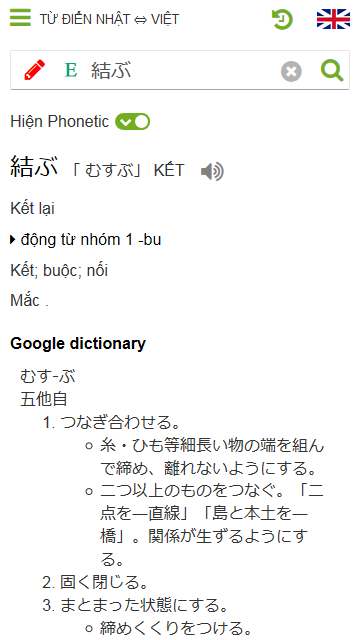 TỪ ĐIỂN NHẬT ⇔ VIỆT
E 結ぶ
Hiện Phonetic
結ぶ 「 むすぶ」 KẾT
Kết lại
động từ nhóm 1 -bu
Kết; buộc; nối
Mắc .
Google dictionary
むす-ぶ
五他自
1. つなぎ合わせる。
糸・ひも等細長い物の端を組ん
で締め、離れないようにする。
二つ以上のものをつなぐ。「二
点を―直線」「島と本土を―
橋」。関係が生ずるようにす
る。
2. 固く閉じる。
3. まとまった状態にする。
締めくくりをつける。